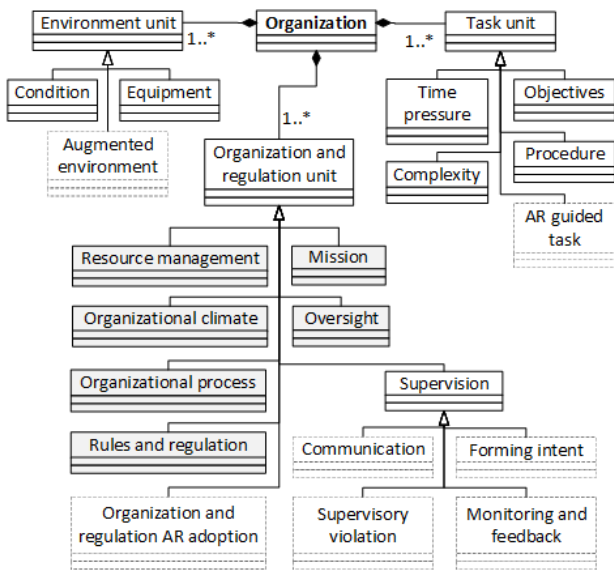 Environment unit
Organization
Task unit
1..*
1..*
Condition
Equipment
Time
pressure
Objectives
Augmented
environment
1..*
Organization and
regulation unit
Complexity
Procedure
AR guided
task
Resource management
Mission
Organizational climate
Oversight
Organizational process
Supervision
Rules and regulation
Communication
Forming intent
Organization and
regulation AR adoption
Supervisory
violation
Monitoring and
feedback